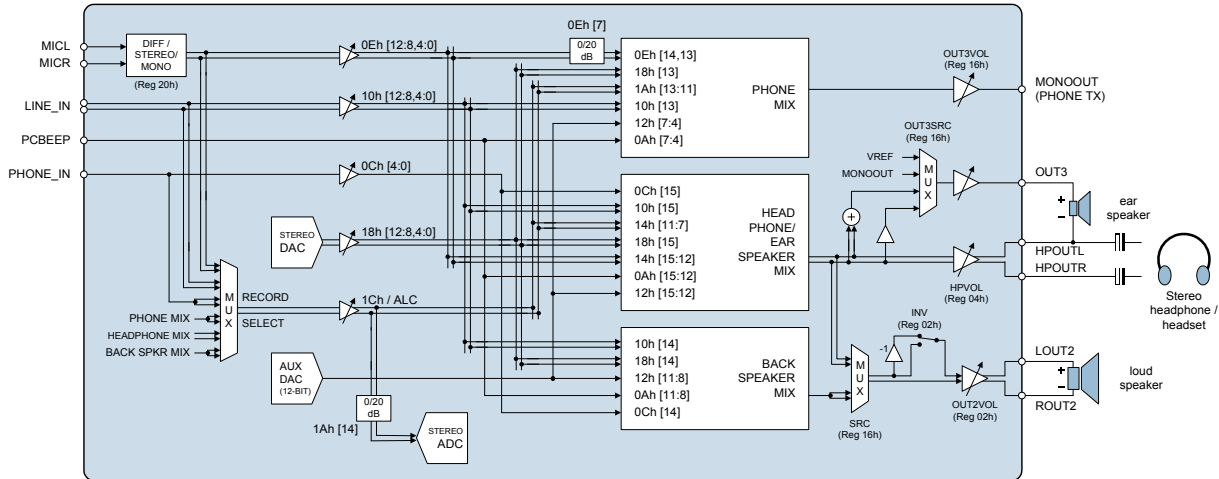 MICL
MICR
LINE_IN
PCBEEP
PHONE_IN
DIFF /
STEREO/
MONO
(Reg 20h)
0Eh [12:8,4:0]
10h [12:8,4:0]
0Ch [4:0]
STEREO
DAC
18h [12:8,4:0]
M
U
X
RECORD
SELECT
PHONE MIX
HEADPHONE MIX
BACK SPKR MIX
1Ch / ALC
AUX
DAC
(12-BIT)
0/20
dB
1Ah [14]
STEREO
ADC
0Eh [7]
0/20
dB
0Eh [14,13]
18h [13]
1Ah [13:11]
10h [13]
12h [7:4]
0Ah [7:4]
PHONE
MIX
0Ch [15]
10h [15]
14h [11:7]
18h [15]
14h [15:12]
0Ah [15:12]
12h [15:12]
HEAD
PHONE/
EAR
SPEAKER
MIX
10h [14]
18h [14]
12h [11:8]
0Ah [11:8]
0Ch [14]
BACK
SPEAKER
MIX
OUT3VOL
(Reg 16h)
MONOOUT
(PHONE TX)
OUT3SRC
(Reg 16h)
VREF
MONOOUT
M
U
X
+
OUT3
+
−
ear
speaker
HPOUTL
HPOUTR
HPVOL
(Reg 04h)
Stereo
headphone /
headset
INV
(Reg 02h)
-1
M
U
X
SRC
(Reg 16h)
OUT2VOL
(Reg 02h)
LOUT2
+
−
ROUT2
loud
speaker